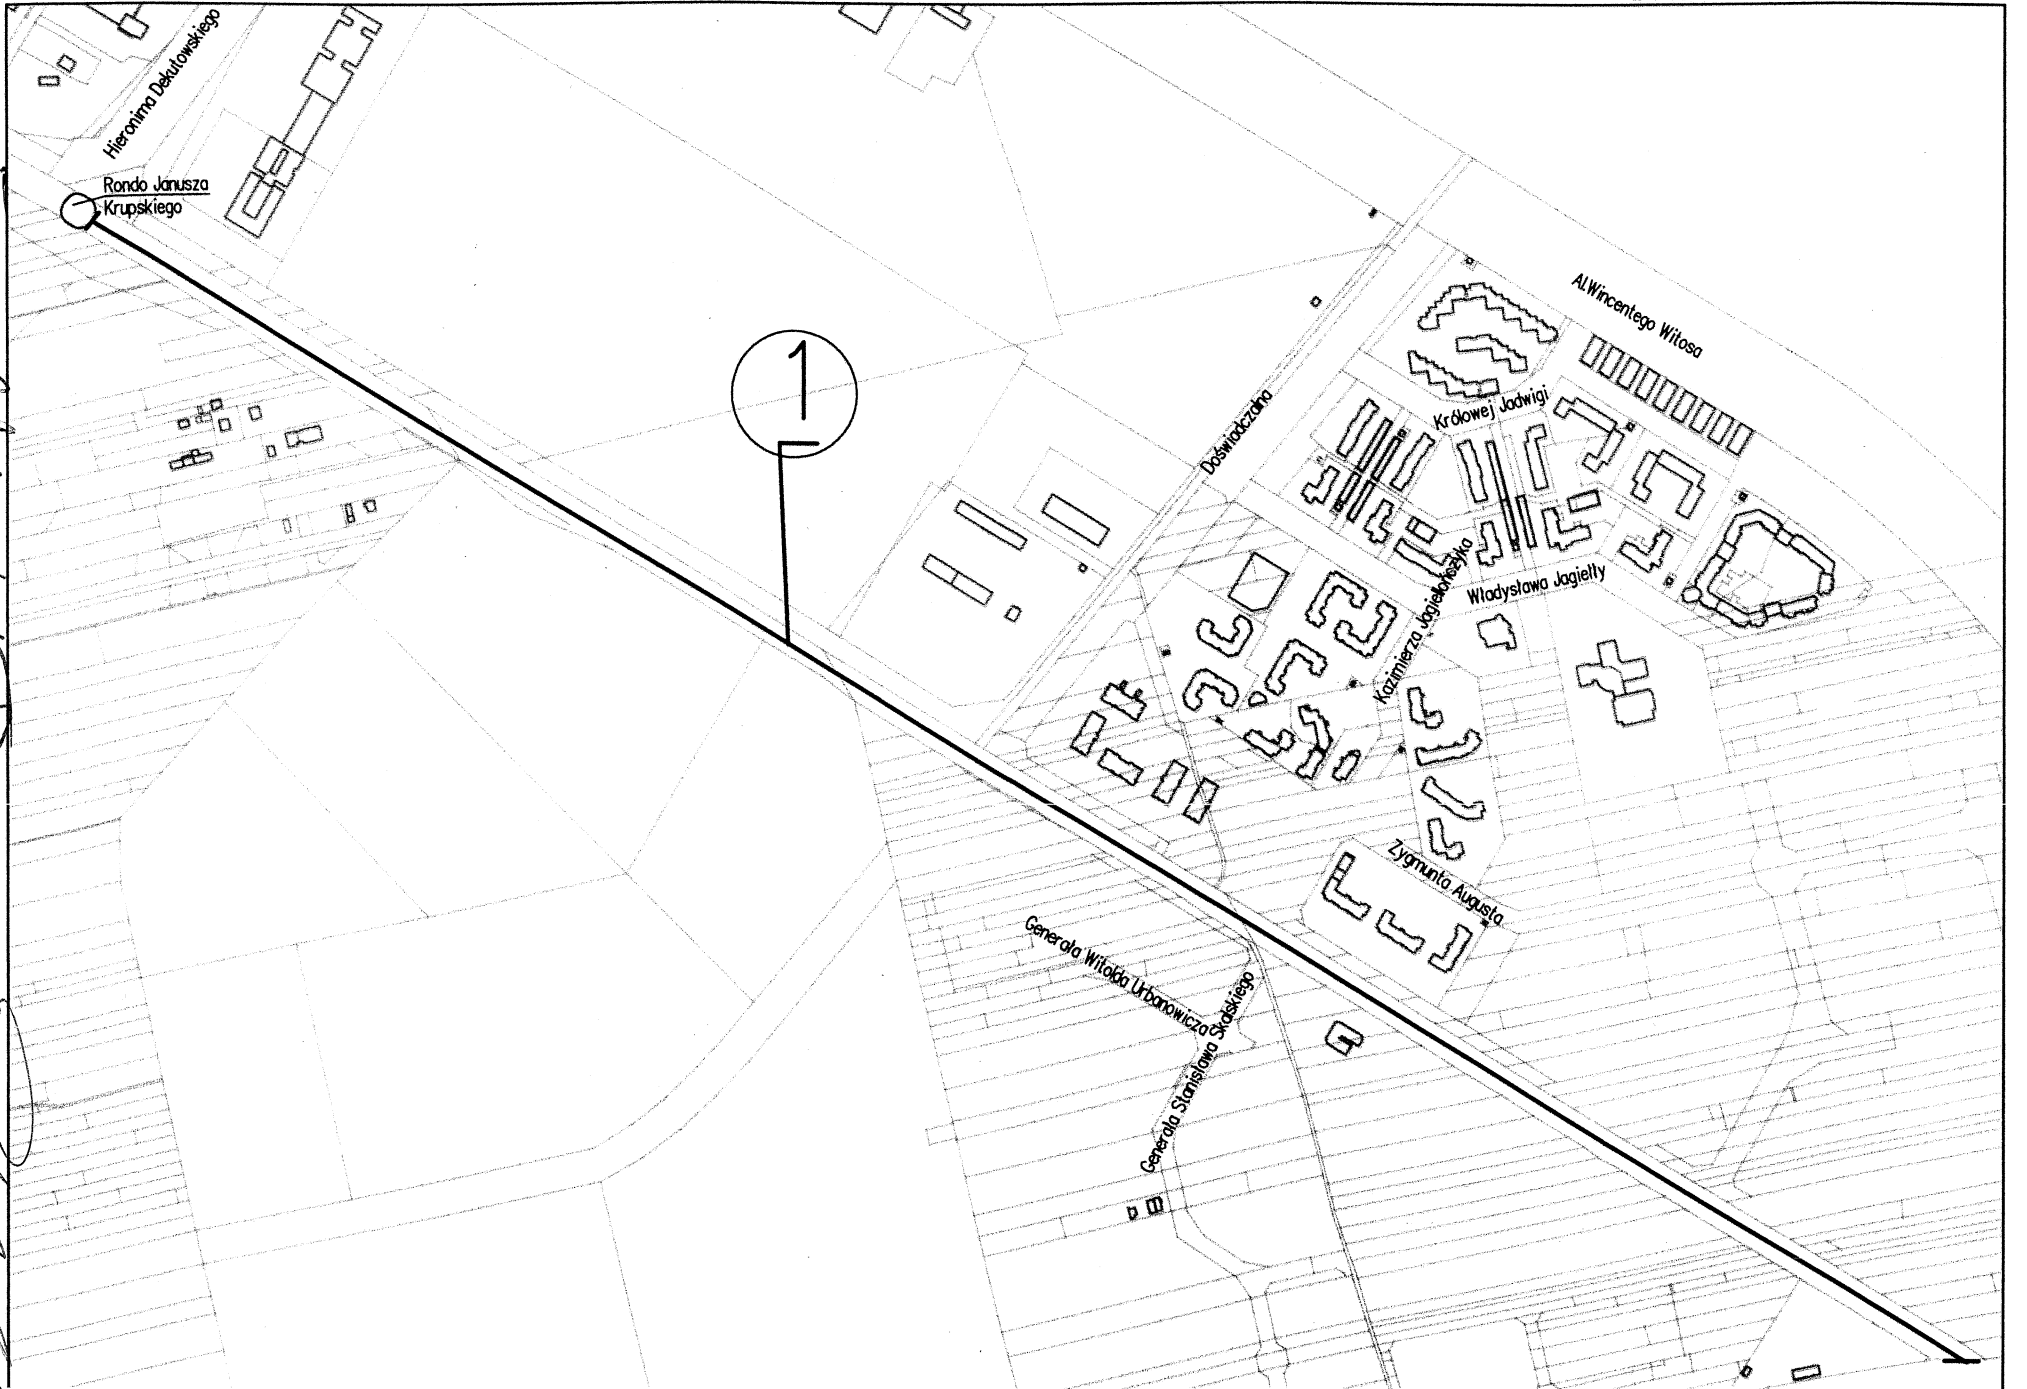 Hieronima Dekutowskiego
Rondo Janusza
Krupskiego
1
Al.Wincentego Witosa
Doświadczalna
Królowej Jadwigi
Kazimierza Jagiellończyka
Władysława Jagiełły
Zygmunta Augusta
Generała Witolda Urbanowicza
Generała Stanisława Skalskiego